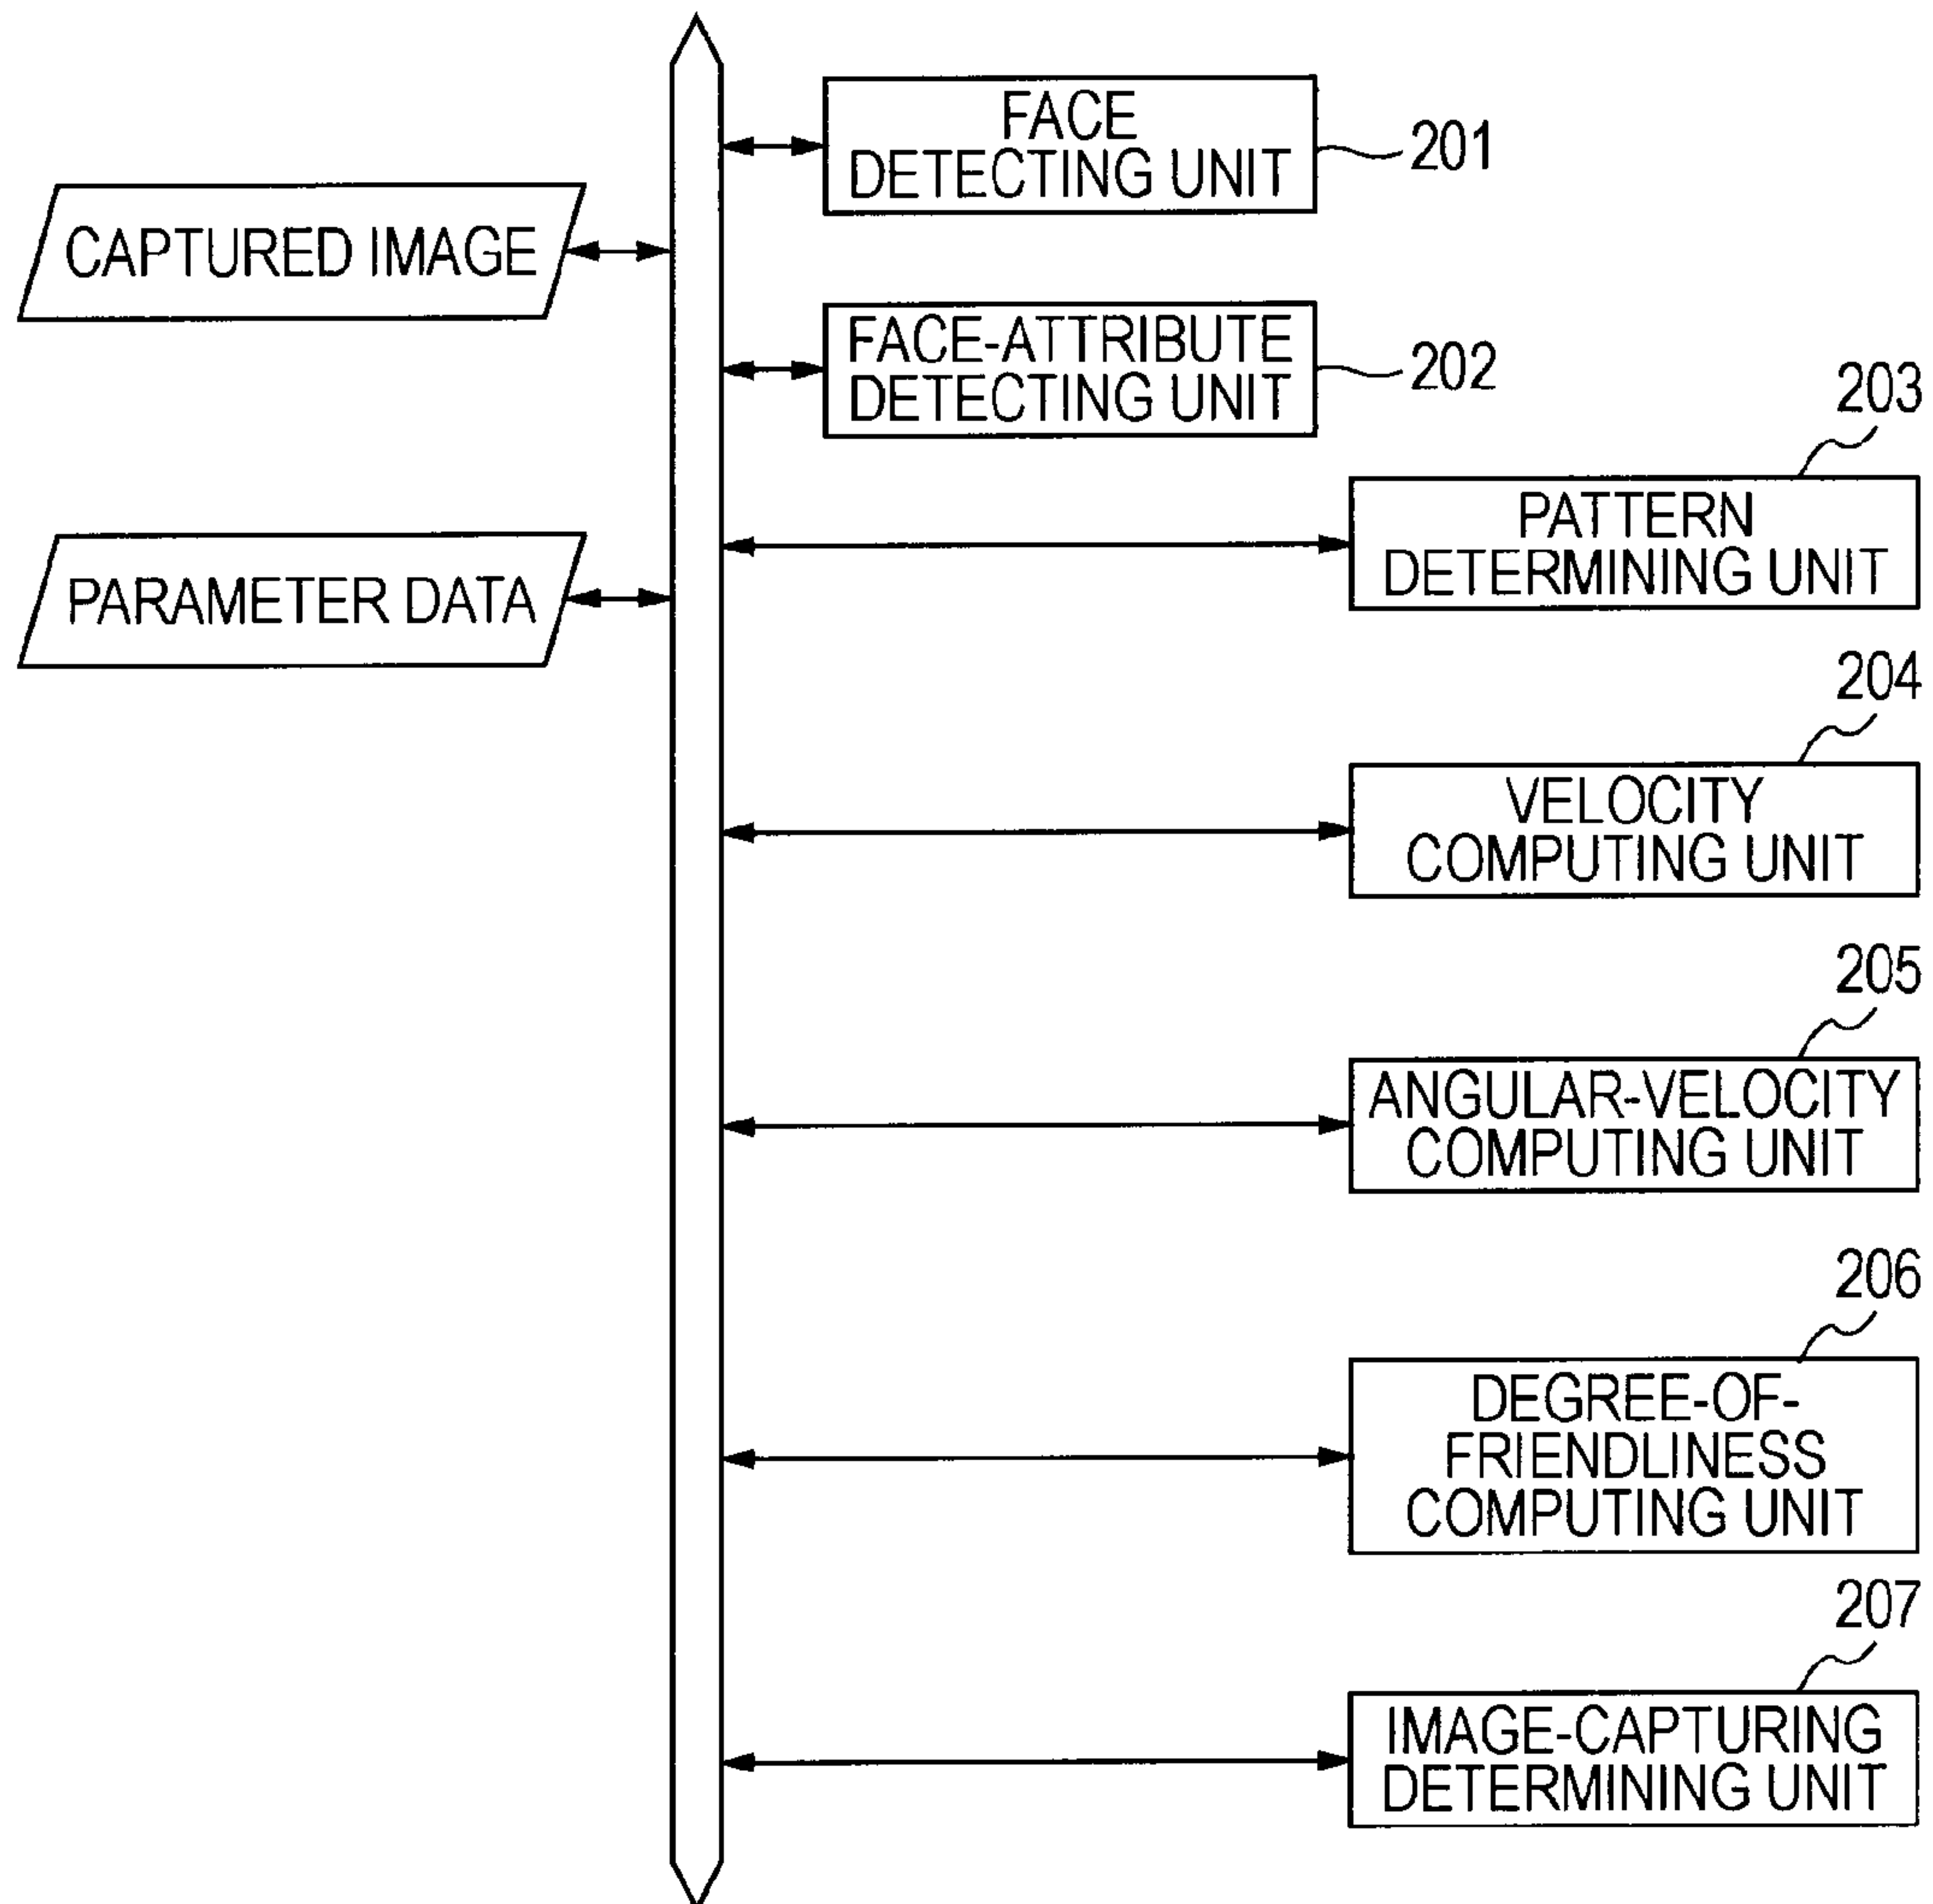 FACE
DETECTING UNIT
201
CAPTURED IMAGE
FACE-ATTRIBUTE
DETECTING UNIT
202
203
PATTERN
DETERMINING UNIT
PARAMETER DATA
204
VELOCITY
COMPUTING UNIT
205
ANGULAR-VELOCITY
COMPUTING UNIT
206
DEGREE-OF-
FRIENDLINESS
COMPUTING UNIT
207
IMAGE-CAPTURING
DETERMINING UNIT